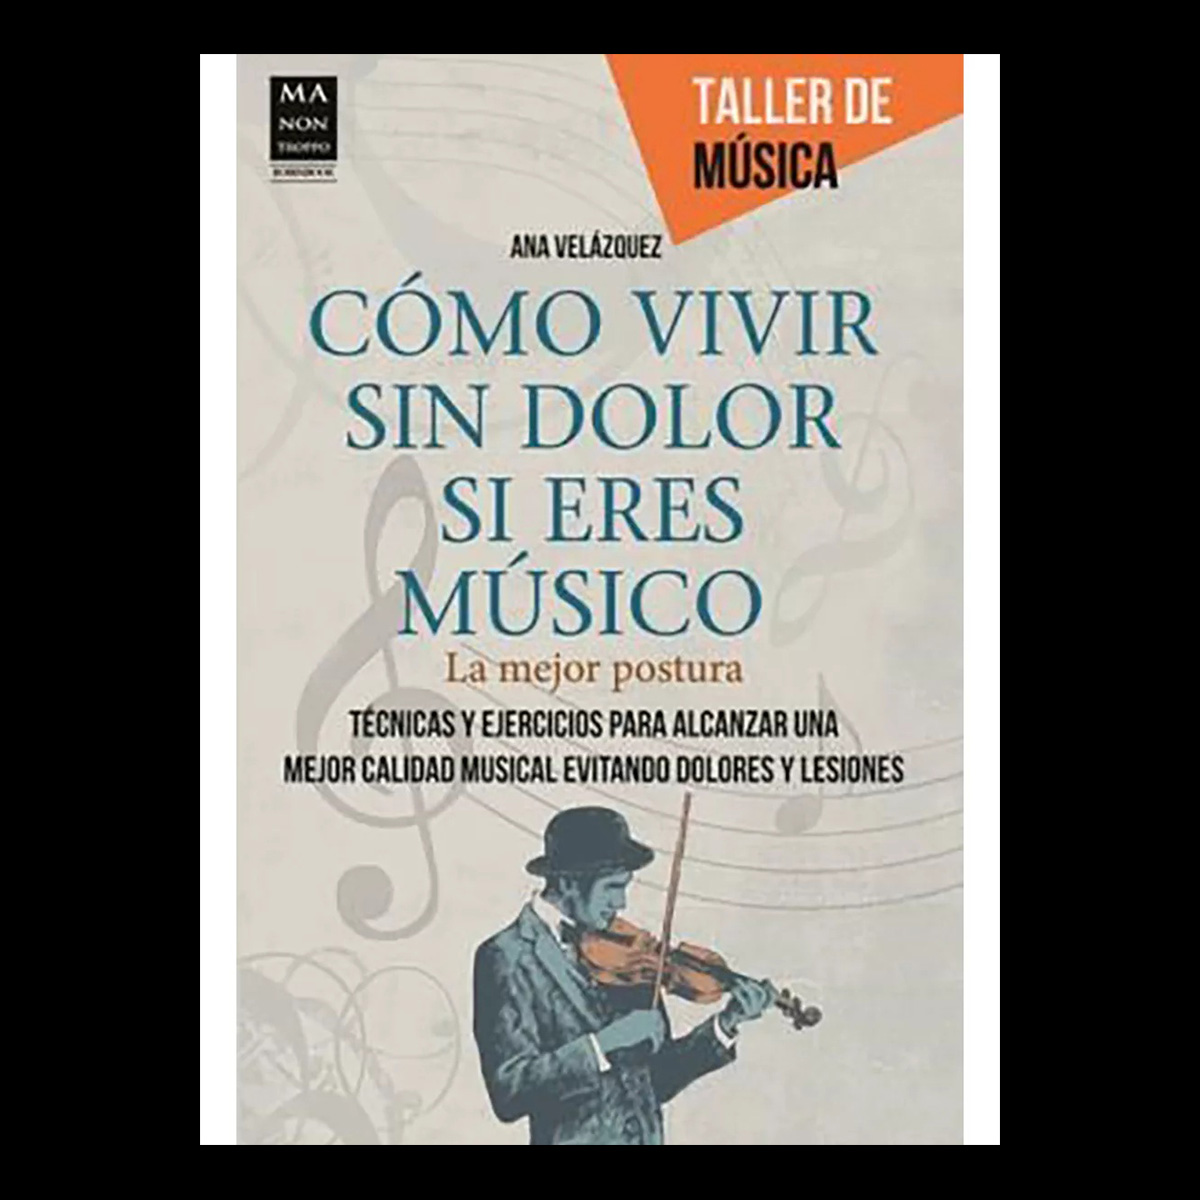 MA
NON
TROPPO
TALLER DE
MÚSICA
ANA VELÁZQUEZ
CÓMO VIVIR
SIN DOLOR
SI ERES
MÚSICO
La mejor postura
TÉCNICAS Y EJERCICIOS PARA ALCANZAR UNA
MEJOR CALIDAD MUSICAL EVITANDO DOLORES Y LESIONES